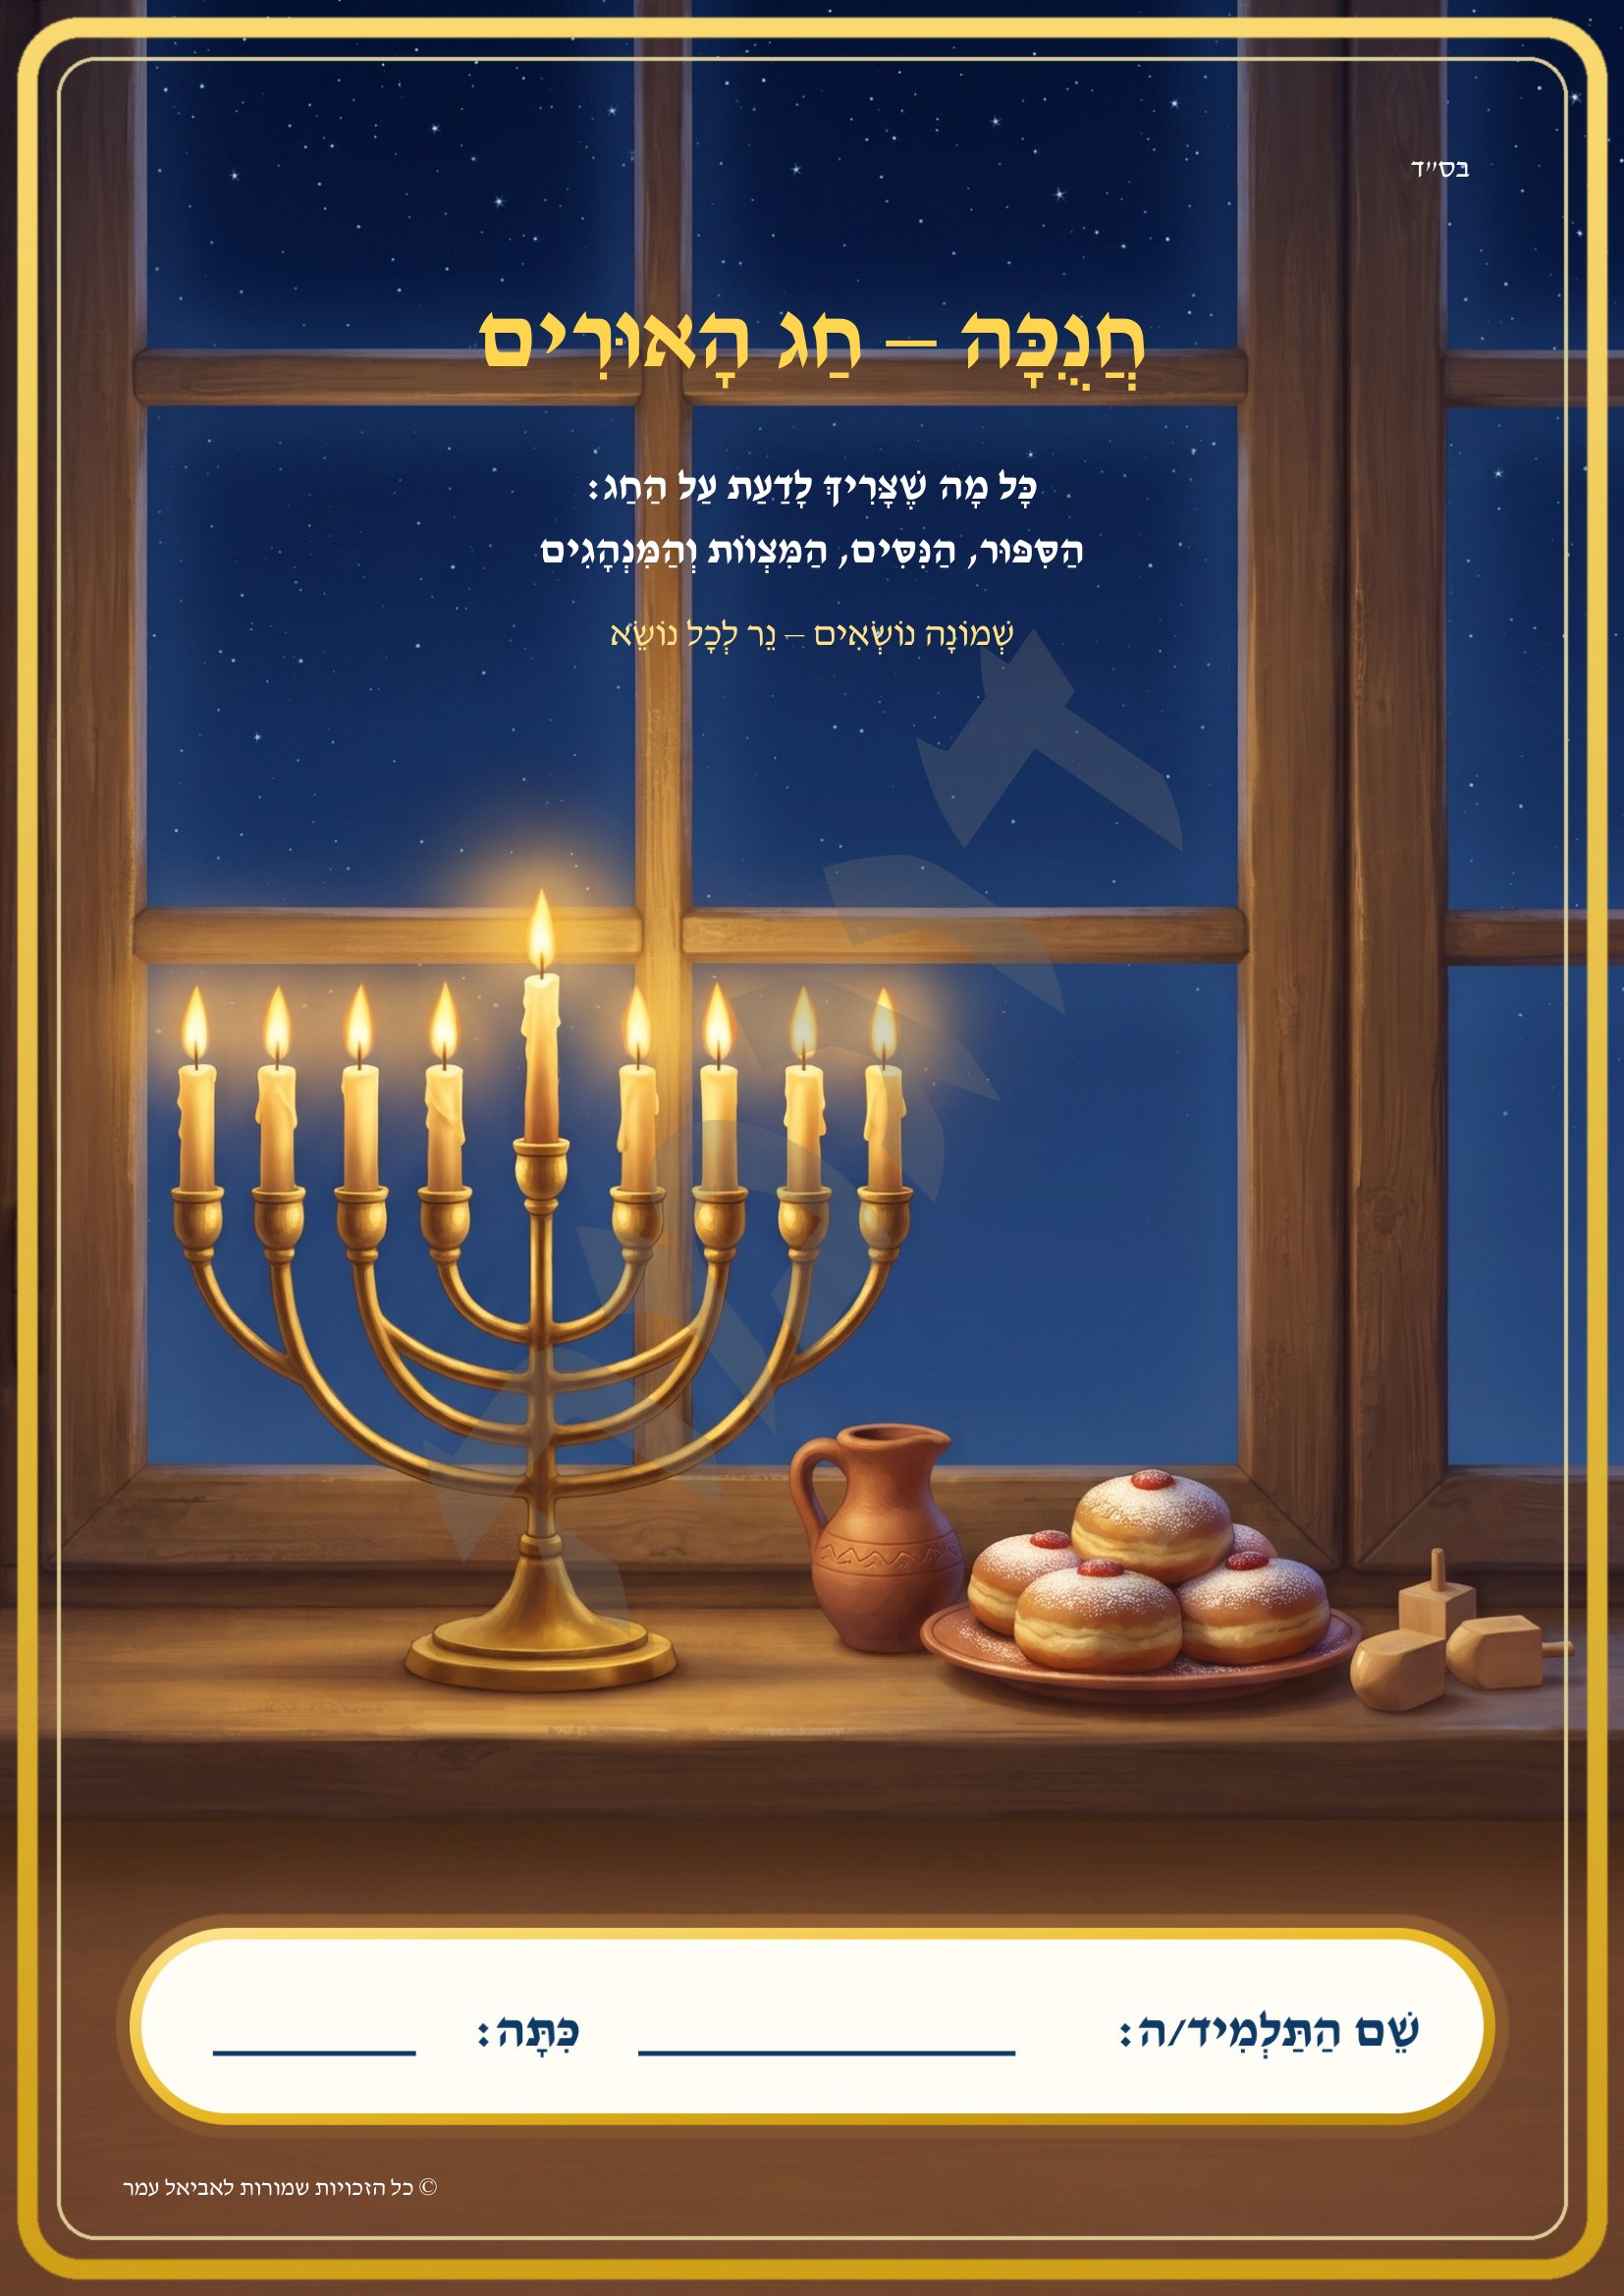 בס״ד
חֲנֻכָּה – חַג הָאוּרִים
כָּל מָה שֶׁצָּרִיךְ לָדַעַת עַל הַחַג:
הַסִּפּוּר, הַנִּסִּים, הַמִּצְווֹת וְהַמִּנְהָגִים
שְׁמוֹנָה נוֹשְׂאִים – נֵר לְכָל נוֹשֵׂא
שֵׁם הַתַּלְמִיד/ה: כִּתָּה:
© כל הזכויות שמורות לאביאל עמר